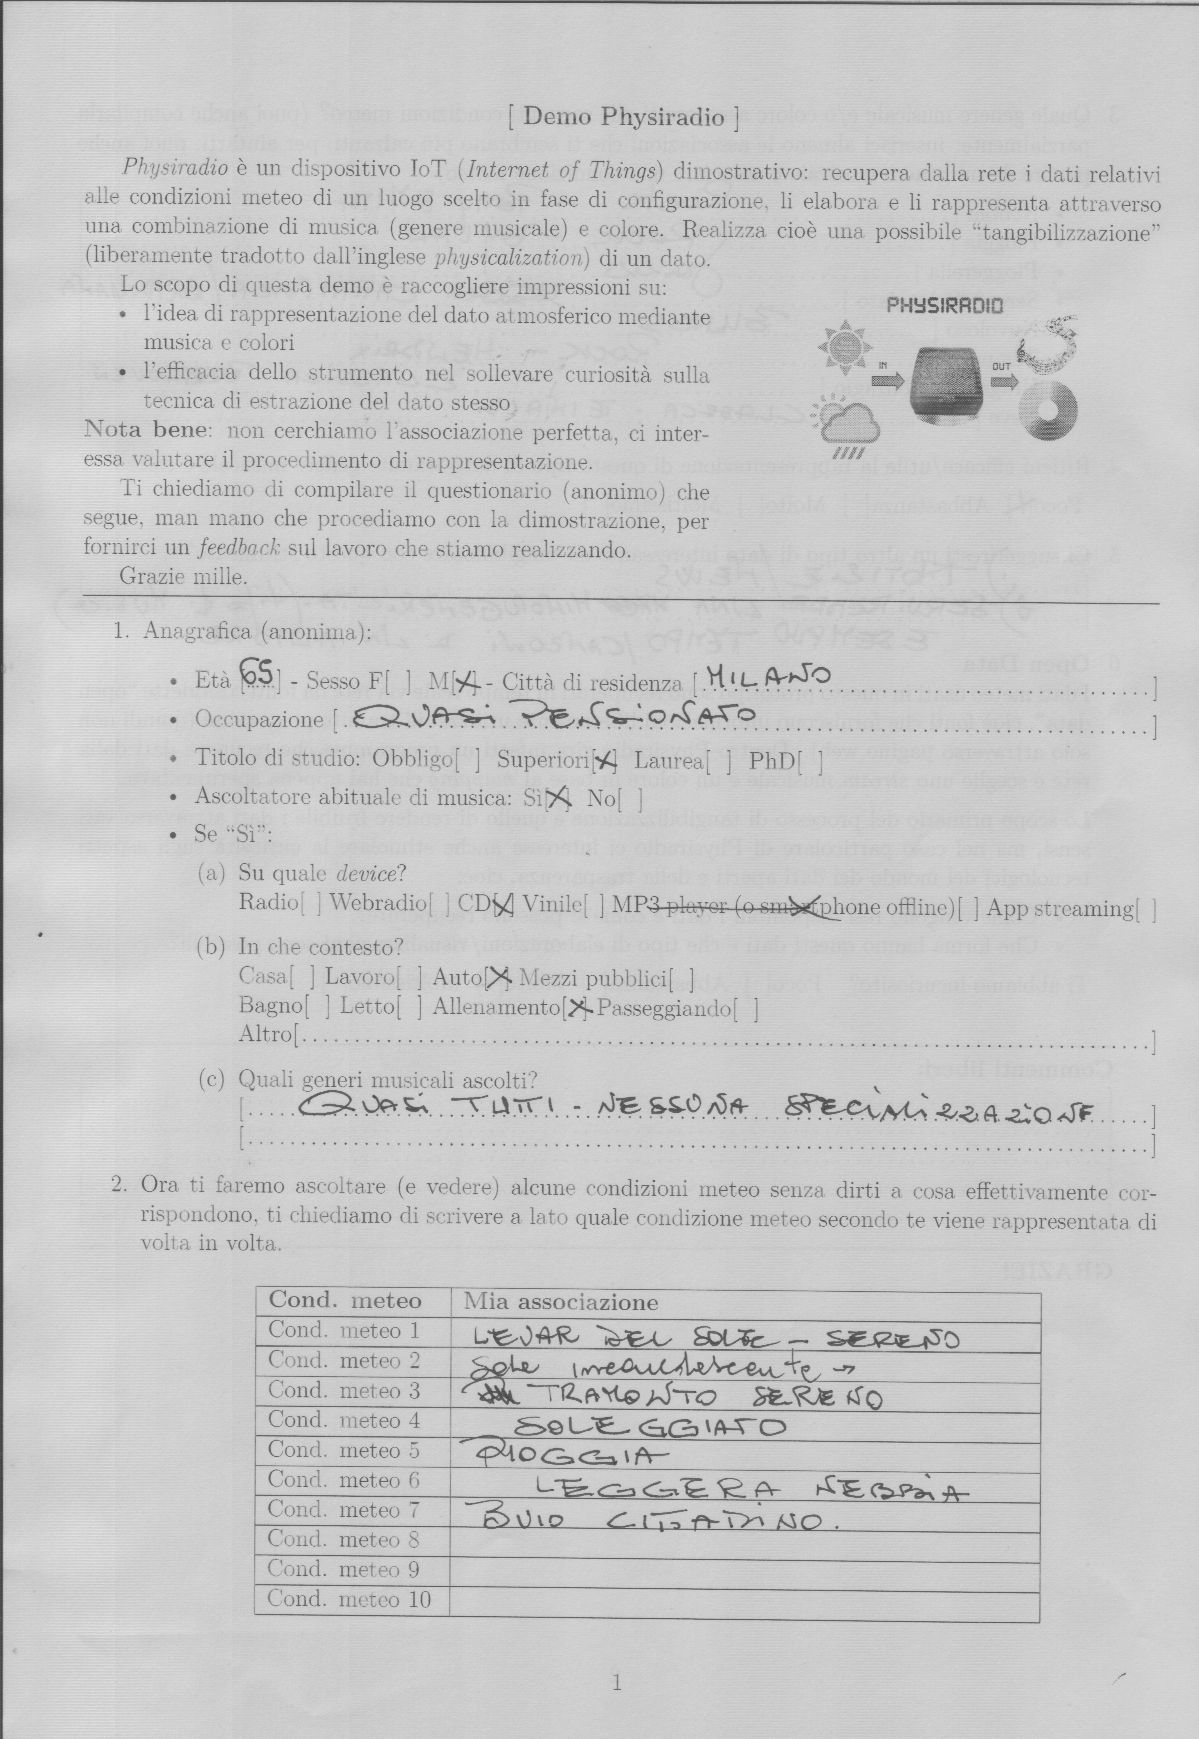 [ Demo Physiradio ]
Physiradio è un dispositivo IoT (Internet of Things) dimostrativo: recupera dalla rete i dati relativi
alle condizioni meteo di un luogo scelto in fase di configurazione, li elabora e li rappresenta attraverso
una combinazione di musica (genere musicale) e colore. Realizza cioè una possibile “tangibilizzazione”
(liberamente tradotto dall'inglese physicalization) di un dato.
Lo scopo di questa demo è raccogliere impressioni su:
• l'idea di rappresentazione del dato atmosferico mediante
musica e colori
• l'efficacia dello strumento nel sollevare curiosità sulla
tecnica di estrazione del dato stesso
Nota bene: non cerchiamo l'associazione perfetta, ci inter-
essa valutare il procedimento di rappresentazione.
Ti chiediamo di compilare il questionario (anonimo) che
segue, man mano che procediamo con la dimostrazione, per
fornirci un feedback sul lavoro che stiamo realizzando.
Grazie mille.
PHYSIRADIO
IN
OUT
1. Anagrafica (anonima):
• Età [65] - Sesso F[ ] M[X] - Città di residenza [MILANO]
• Occupazione [QUASI PENSIONATO]
• Titolo di studio: Obbligo[ ] Superiori[X] Laurea[ ] PhD[ ]
• Ascoltatore abituale di musica: Sì[X] No[ ]
• Se “Sì”:
(a) Su quale device?
Radio[ ] Webradio[ ] CD[X] Vinile[ ] MP3 player (o smartphone offline)[ ] App streaming[ ]
(b) In che contesto?
Casa[ ] Lavoro[ ] Auto[X] Mezzi pubblici[ ]
Bagno[ ] Letto[ ] Allenamento[X] Passeggiando[ ]
Altro[ ]
(c) Quali generi musicali ascolti?
[QUASI TUTTI - NESSUNA SPECIALIZZAZIONE]
2. Ora ti faremo ascoltare (e vedere) alcune condizioni meteo senza dirti a cosa effettivamente cor-
rispondono, ti chiediamo di scrivere a lato quale condizione meteo secondo te viene rappresentata di
volta in volta.
Cond. meteo Mia associazione
Cond. meteo 1 LEVAR DEL SOLE - SERENO
Cond. meteo 2 Sole →
Cond. meteo 3 TRAMONTO SERENO
Cond. meteo 4 SOLEGGIATO
Cond. meteo 5 PIOGGIA
Cond. meteo 6 LEGGERA NEBBIA
Cond. meteo 7 BUIO CITTADINO.
Cond. meteo 8
Cond. meteo 9
Cond. meteo 10
1